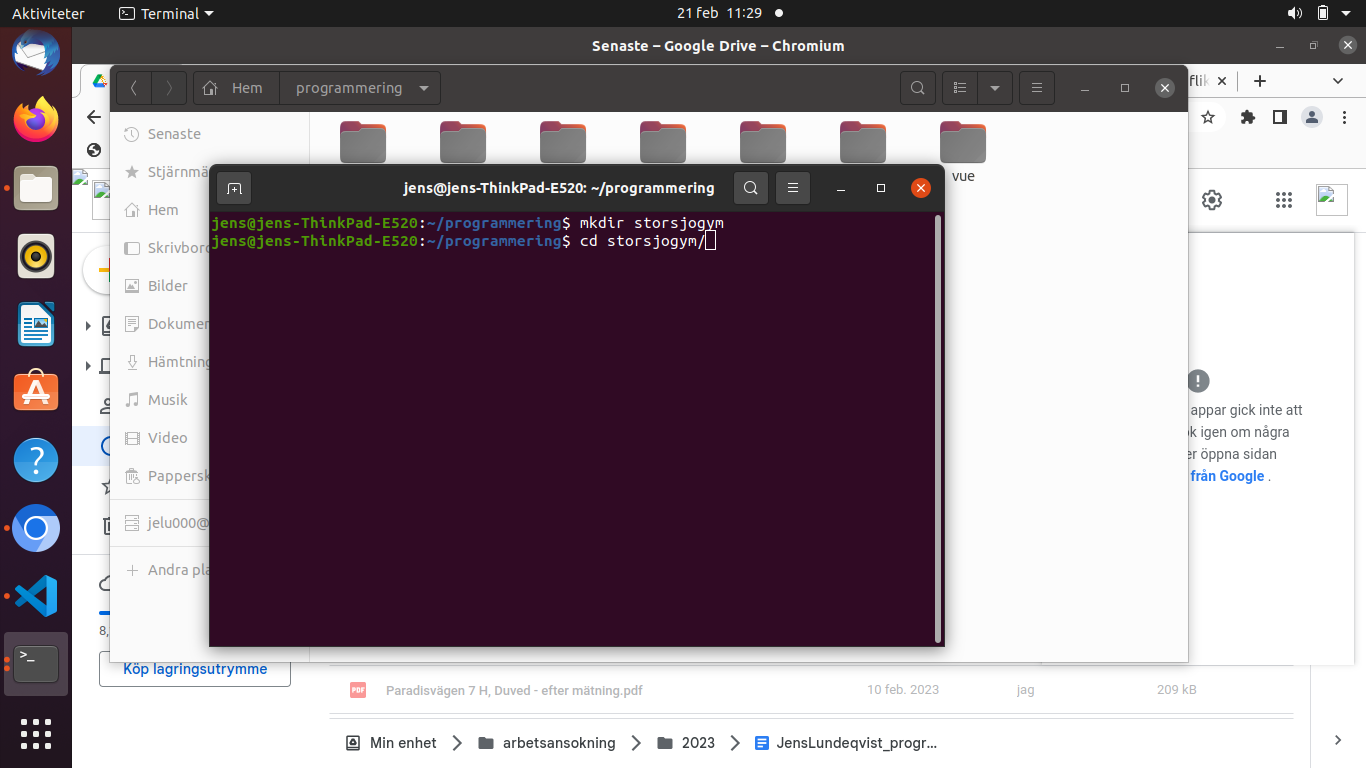 Aktiviteter
Terminal
21 feb 11:29
Senaste – Google Drive – Chromium
Hem
programmering
flik
Senaste
Stjärnmä
Hem
Skrivbord
Bilder
Dokumen
Hämtning
Musik
Video
Pappersk
jelu000@
Andra pla
vue
jens@jens-ThinkPad-E520: ~/programmering
jens@jens-ThinkPad-E520:~/programmering$ mkdir storsjogym
jens@jens-ThinkPad-E520:~/programmering$ cd storsjogym/
appar gick inte att
k igen om några
er öppna sidan
från Google .
8,
Köp lagringsutrymme
PDF
Paradisvägen 7 H, Duved - efter mätning.pdf
10 feb. 2023
jag
209 kB
Min enhet
arbetsansokning
2023
JensLundeqvist_progr...